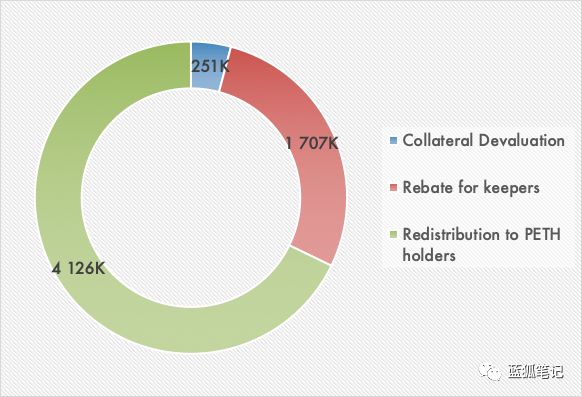 251K
1 707K
4 126K
Collateral Devaluation
Rebate for keepers
Redistribution to PETH
holders
蓝狐笔记